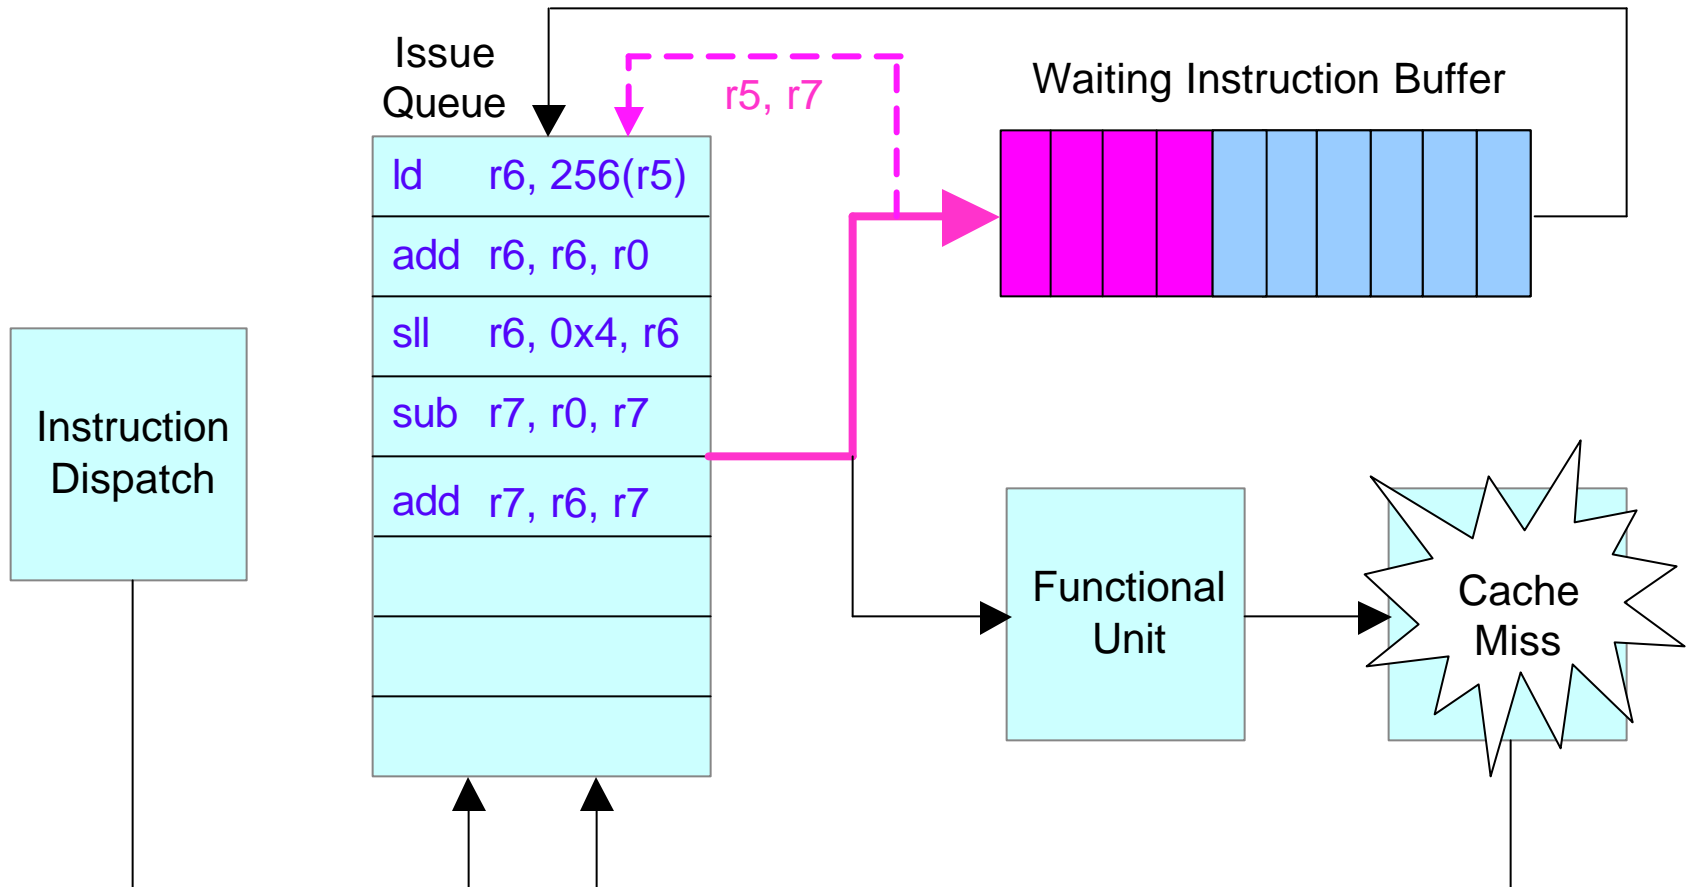 Issue
Queue
r5, r7
Waiting Instruction Buffer
ld r6, 256(r5)
add r6, r6, r0
sll r6, 0x4, r6
sub r7, r0, r7
add r7, r6, r7
Instruction
Dispatch
Functional
Unit
Cache
Miss